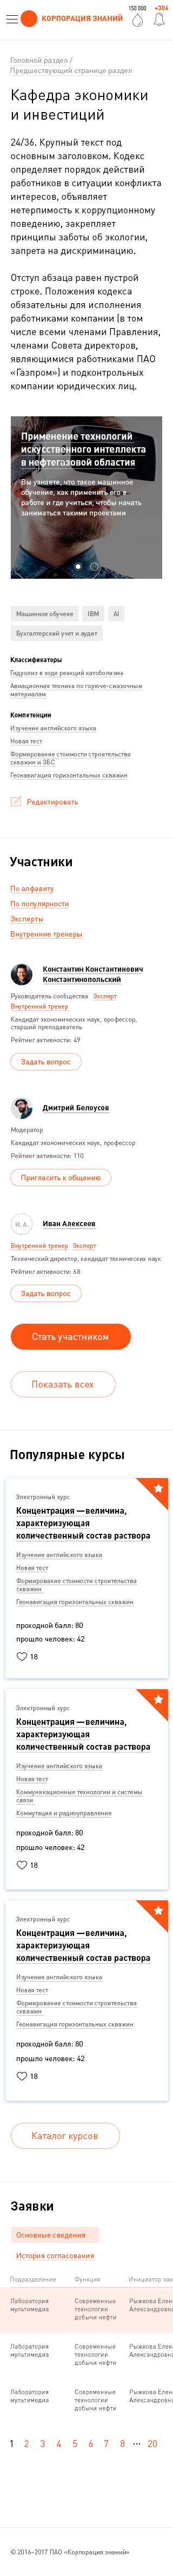 150 000
+306
КОРПОРАЦИЯ ЗНАНИЙ
Головной раздел /
Предшествующий странице раздел
Кафедра экономики
и инвестиций
24/36. Крупный текст под
основным заголовком. Кодекс
определяет порядок действий
работников в ситуации конфликта
интересов, объявляет
нетерпимость к коррупционному
поведению, закрепляет
принципы заботы об экологии,
запрета на дискриминацию.
Отступ абзаца равен пустой
строке. Положения кодекса
обязательны для исполнения
работниками компании (в том
числе всеми членами Правления,
членами Совета директоров,
являющимися работниками ПАО
«Газпром») и подконтрольных
компании юридических лиц.
Применение технологий
искусственного интеллекта
в нефтегазовой области
Вы узнаете, что такое машинное
обучение, как применить его в
работе и где учиться, чтобы начать
заниматься такими проектами
Машинное обучене
IBM
AI
Бухгалтерский учет и аудит
Классификаторы
Гидролиз в ходе реакций катоболизма
Авиационная техника по горюче-смазочным
материалам
Компетенции
Изучение английского языка
Новая тест
Формирование стоимости строительства
скважин и ЗБС
Геонавигация горизонтальных скважин
Редактировать
Участники
По алфавиту
По популярности
Эксперты
Внутренние тренеры
Константин Константинович
Константинопольский
Руководитель сообщества Эксперт
Внутренний тренер
Кандидат экономических наук, профессор,
старший преподаватель
Рейтинг активности: 49
Задать вопрос
Дмитрий Белоусов
Модератор
Кандидат экономических наук, профессор
Рейтинг активности: 110
Пригласить к общению
И. А.
Иван Алексеев
Внутренний тренер Эксперт
Технический директор, кандидат технических наук
Рейтинг активности: 68
Задать вопрос
Стать участником
Показать всех
Популярные курсы
Электронный курс
Концентрация — величина,
характеризующая
количественный состав раствора
Изучение английского языка
Новая тест
Формирование стоимости строительства
скважин
Геонавигация горизонтальных скважин
проходной балл: 80
прошло человек: 42
18
Электронный курс
Концентрация — величина,
характеризующая
количественный состав раствора
Изучение английского языка
Новая тест
Коммуникационные технологии и системы
связи
Коммутация и радиоуправление
проходной балл: 80
прошло человек: 42
18
Электронный курс
Концентрация — величина,
характеризующая
количественный состав раствора
Изучение английского языка
Новая тест
Формирование стоимости строительства
скважин
Геонавигация горизонтальных скважин
проходной балл: 80
прошло человек: 42
18
Каталог курсов
Заявки
Основные сведения
История согласования
Подразделение Функция Инициатор зая
Лаборатория Современные Рыжкова Елен
мультимедиа технологии Александровна
добычи нефти
Лаборатория Современные Рыжкова Елен
мультимедиа технологии Александровна
добычи нефти
Лаборатория Современные Рыжкова Елен
мультимедиа технологии Александровна
добычи нефти
1 2 3 4 5 6 7 8 ••• 20
© 2016–2017 ПАО «Корпорация знаний»